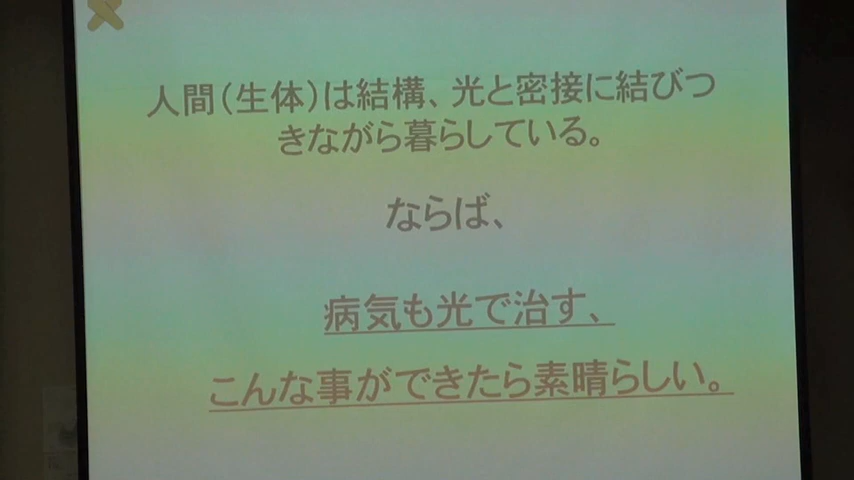 人間(生体)は結構、光と密接に結びつ
きながら暮らしている。
ならば、
病気も光で治す、
こんな事ができたら素晴らしい。